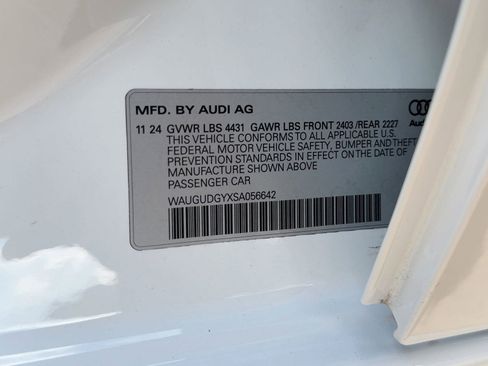 MFD. BY AUDI AG
11 24 GVWR LBS 4431 GAWR LBS FRONT 2403 /REAR 2227
THIS VEHICLE CONFORMS TO ALL APPLICABLE U.S.
FEDERAL MOTOR VEHICLE SAFETY, BUMPER AND THEFT
PREVENTION STANDARDS IN EFFECT ON THE DATE OF
MANUFACTURE SHOWN ABOVE
PASSENGER CAR
WAUGUDGYXSA056642
Audi